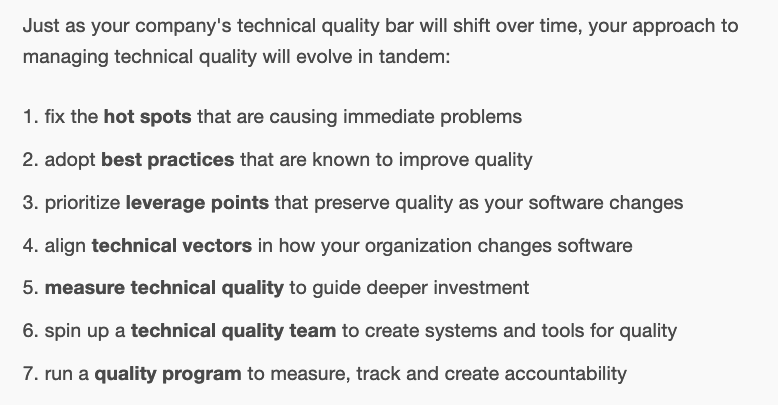 Just as your company's technical quality bar will shift over time, your approach to
managing technical quality will evolve in tandem:
1. fix the hot spots that are causing immediate problems
2. adopt best practices that are known to improve quality
3. prioritize leverage points that preserve quality as your software changes
4. align technical vectors in how your organization changes software
5. measure technical quality to guide deeper investment
6. spin up a technical quality team to create systems and tools for quality
7. run a quality program to measure, track and create accountability